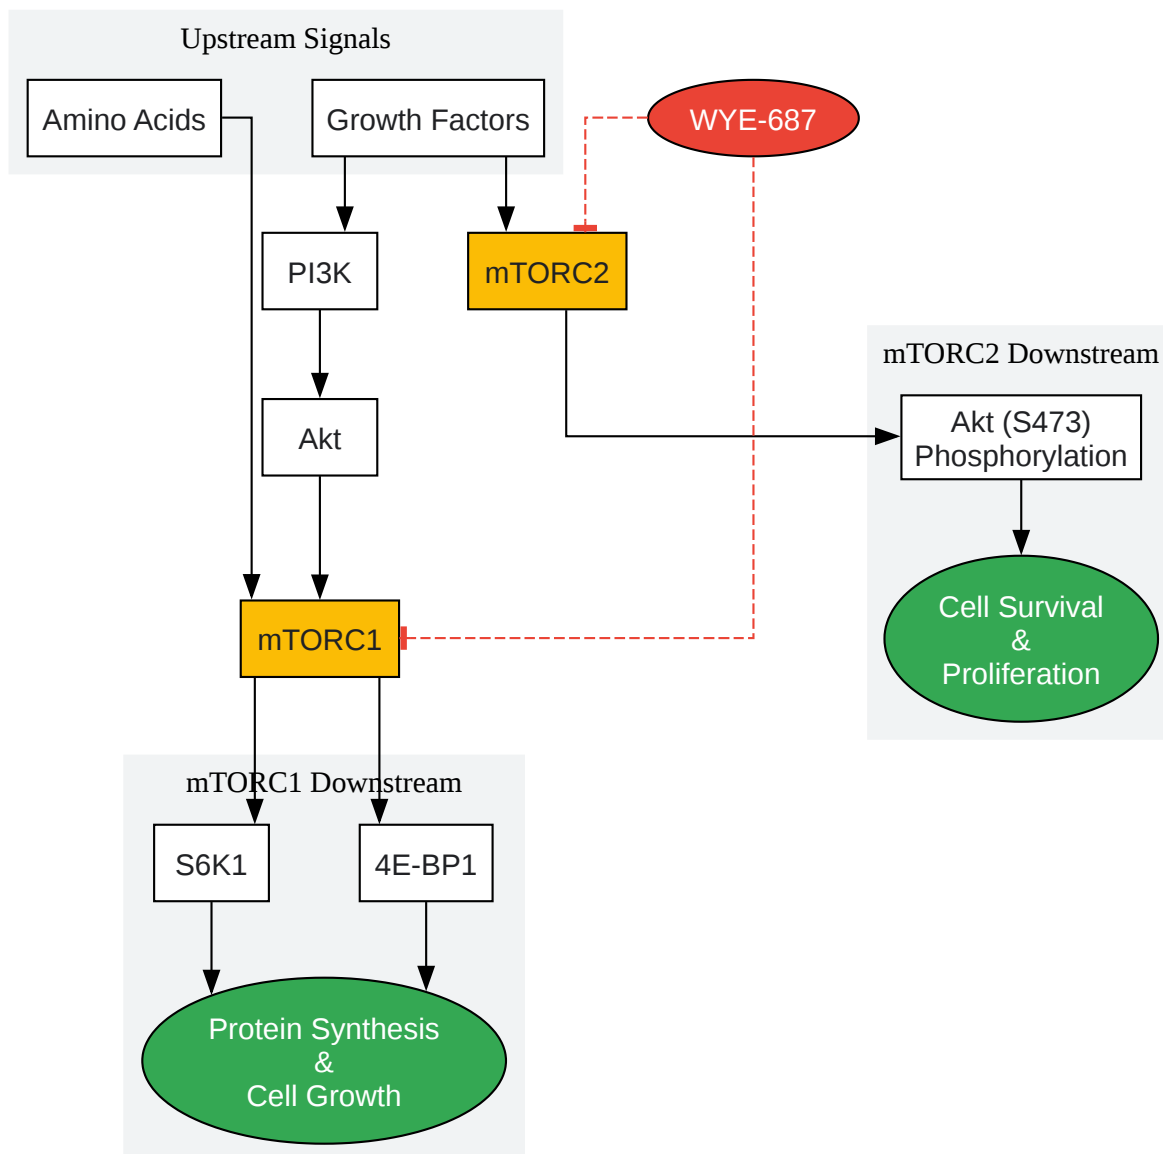 Upstream Signals
Amino Acids
Growth Factors
WYE-687
PI3K
mTORC2
mTORC2 Downstream
Akt
Akt (S473)
Phosphorylation
mTORC1
Cell Survival
&
Proliferation
mTORC1 Downstream
S6K1
4E-BP1
Protein Synthesis
&
Cell Growth